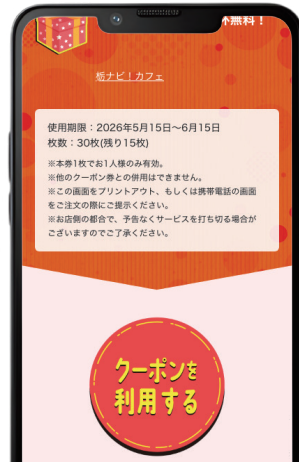 無料！
栃ナビ！カフェ
使用期限：2026年5月15日～6月15日
枚数：30枚(残り15枚)
※本券1枚でお1人様のみ有効。
※他のクーポン券との併用はできません。
※この画面をプリントアウト、もしくは携帯電話の画面
をご注文の際にご提示ください。
※お店側の都合で、予告なくサービスを打ち切る場合が
ございますのでご了承ください。
クーポンを
利用する